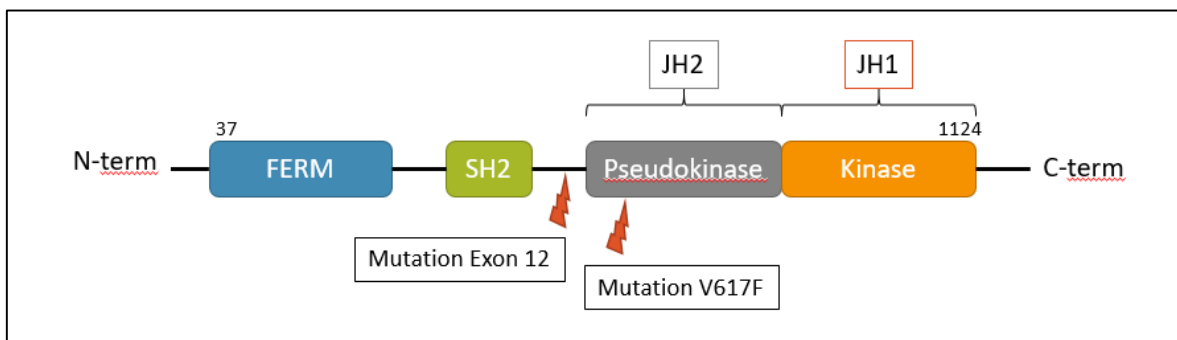 JH2
JH1
37
1124
N-term
FERM
SH2
Pseudokinase
Kinase
C-term
Mutation Exon 12
Mutation V617F